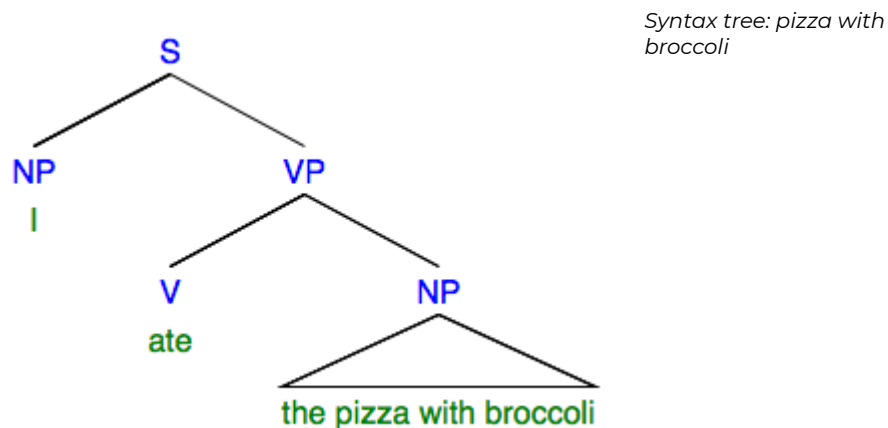 Syntax tree: pizza with
broccoli
S
NP VP
I
V NP
ate
the pizza with broccoli